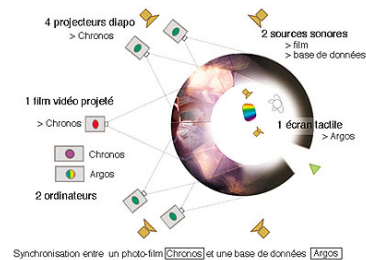 4 projecteurs diapo
> Chronos
2 sources sonores
> film
> base de données
1 film vidéo projeté
> Chronos
1 écran tactile
> Argos
Chronos
Argos
2 ordinateurs
Synchronisation entre un photo-film Chronos et une base de données Argos